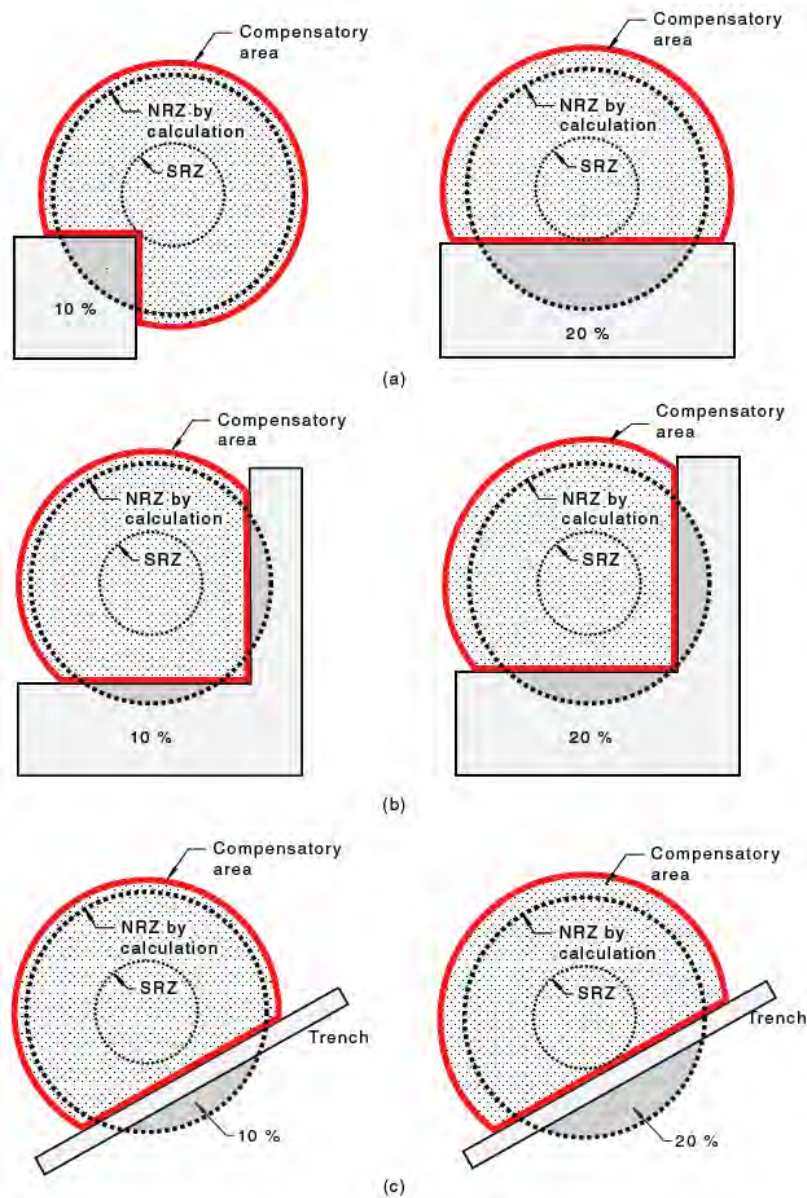 Compensatory
area
NRZ by
calculation
SRZ
10 %
Compensatory
area
NRZ by
calculation
SRZ
20 %
(a)
Compensatory
area
NRZ by
calculation
SRZ
10 %
Compensatory
area
NRZ by
calculation
SRZ
20 %
(b)
Compensatory
area
NRZ by
calculation
SRZ
Trench
10 %
Compensatory
area
NRZ by
calculation
SRZ
Trench
20 %
(c)